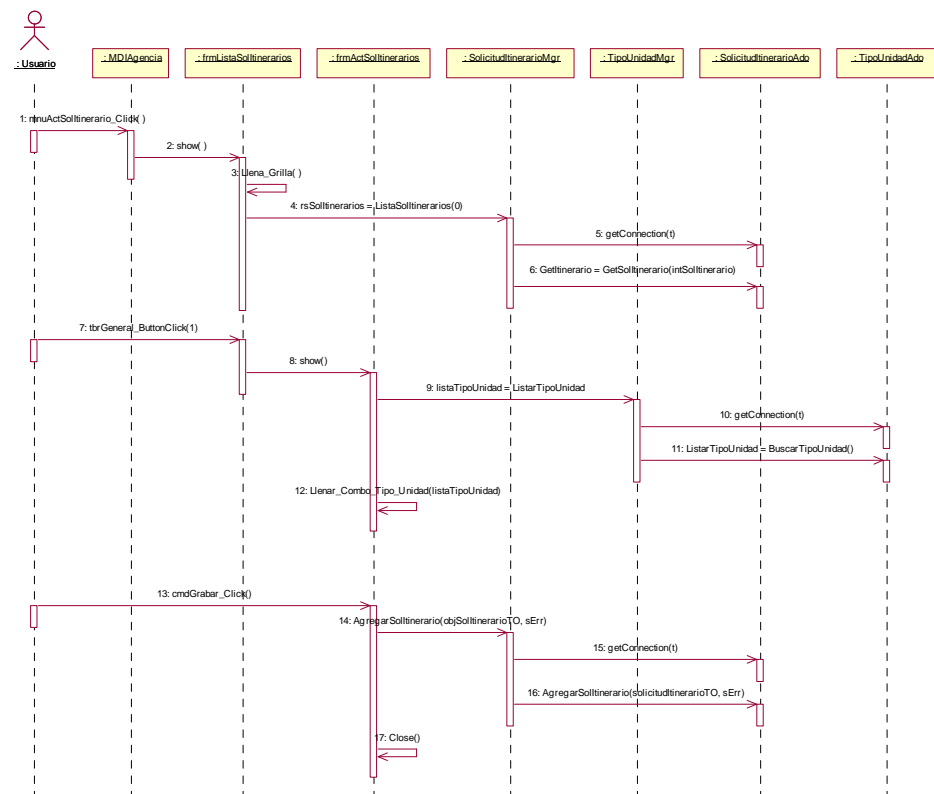 : Usuario
: MDIAgencia
: frmListaSolItinerarios
: frmActSolItinerarios
: SolicitudItinerarioMgr
: TipoUnidadMgr
: SolicitudItinerarioAdo
: TipoUnidadAdo
1: mnuActSolItinerario_Click( )
2: show( )
3: Llena_Grilla( )
4: rsSolItinerarios = ListaSolItinerarios(0)
5: getConnection(t)
6: GetItinerario = GetSolItinerario(intSolItinerario)
7: tbrGeneral_ButtonClick(1)
8: show()
9: listaTipoUnidad = ListarTipoUnidad
10: getConnection(t)
11: ListarTipoUnidad = BuscarTipoUnidad()
12: Llenar_Combo_Tipo_Unidad(listaTipoUnidad)
13: cmdGrabar_Click()
14: AgregarSolItinerario(objSolItinerarioTO, sErr)
15: getConnection(t)
16: AgregarSolItinerario(solicitudItinerarioTO, sErr)
17: Close()